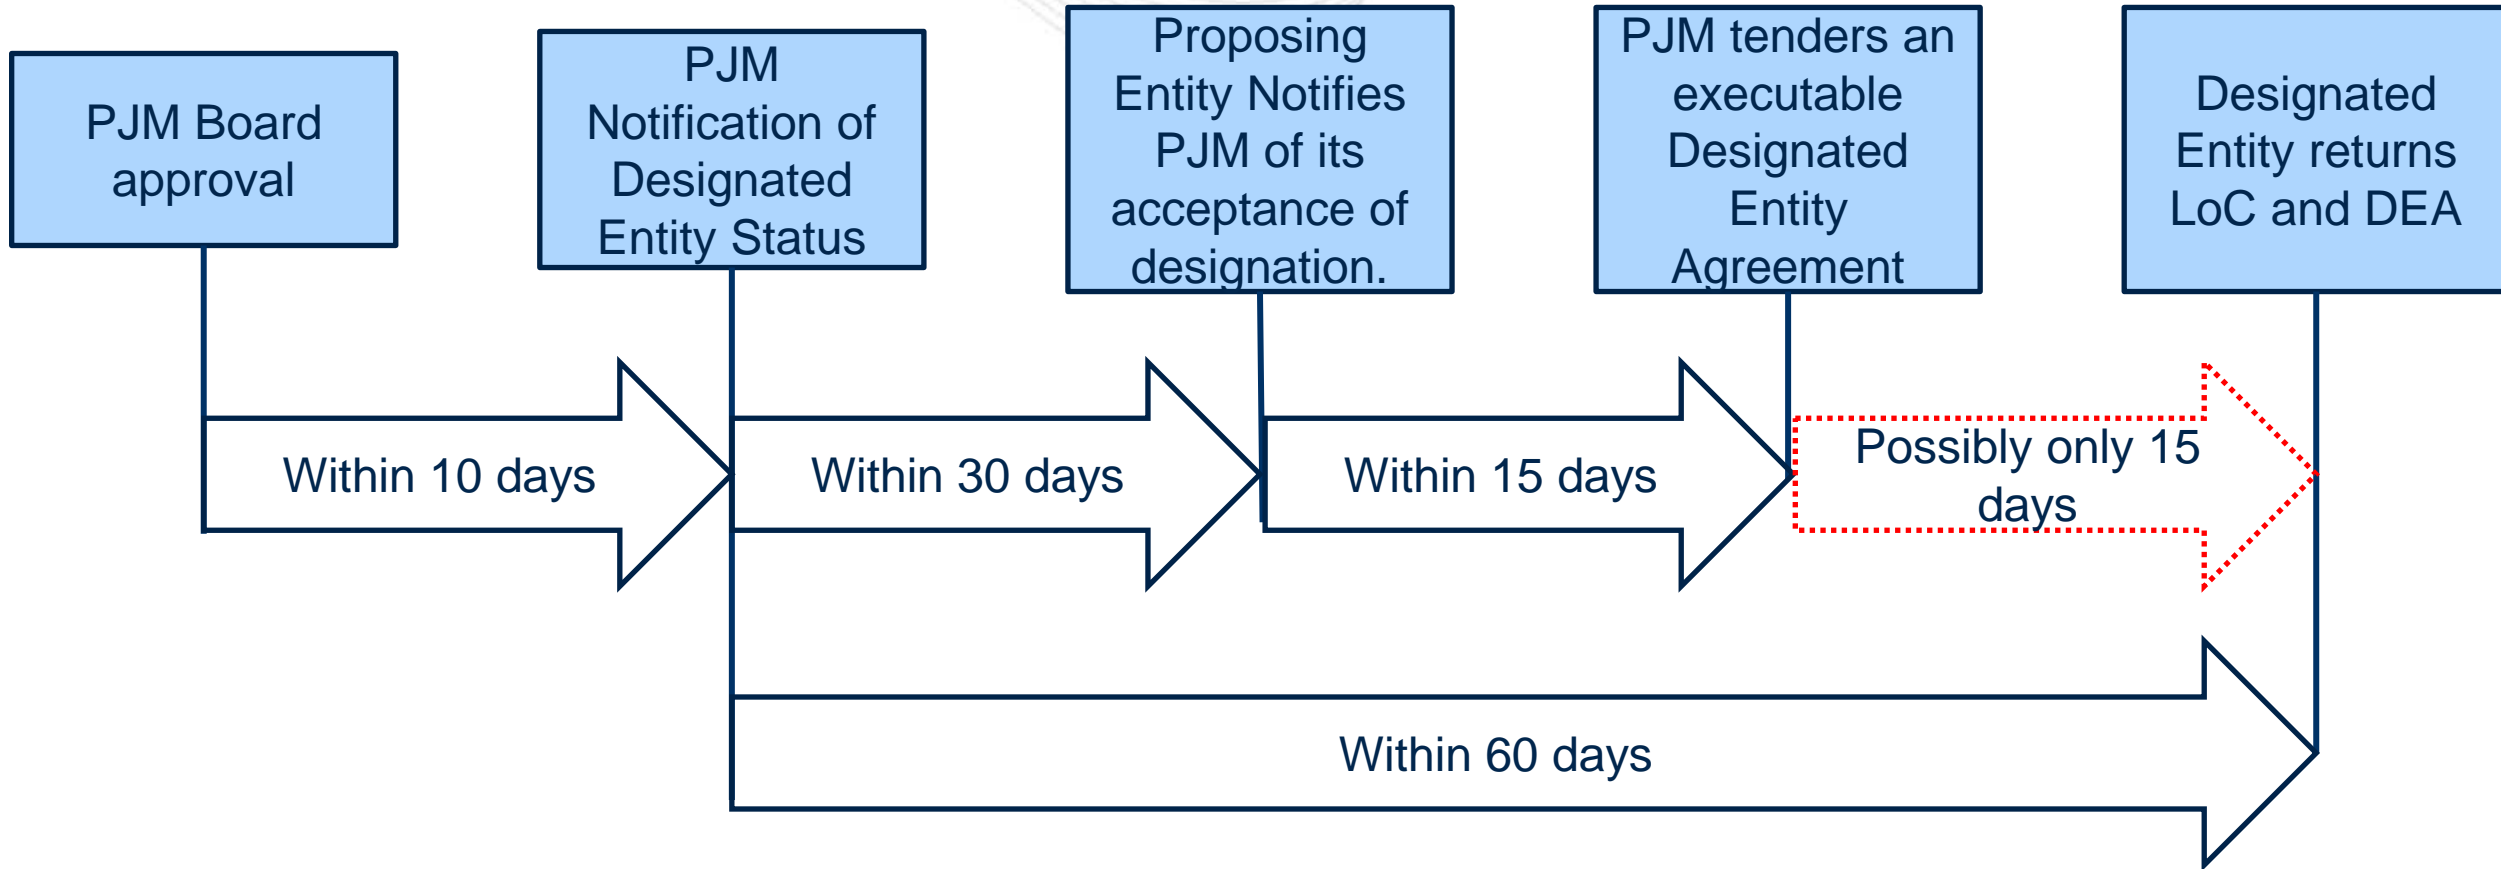 PJM Board
approval
PJM
Notification of
Designated
Entity Status
Proposing
Entity Notifies
PJM of its
acceptance of
designation.
PJM tenders an
executable
Designated
Entity
Agreement
Designated
Entity returns
LoC and DEA
Within 10 days
Within 30 days
Within 15 days
Possibly only 15
days
Within 60 days